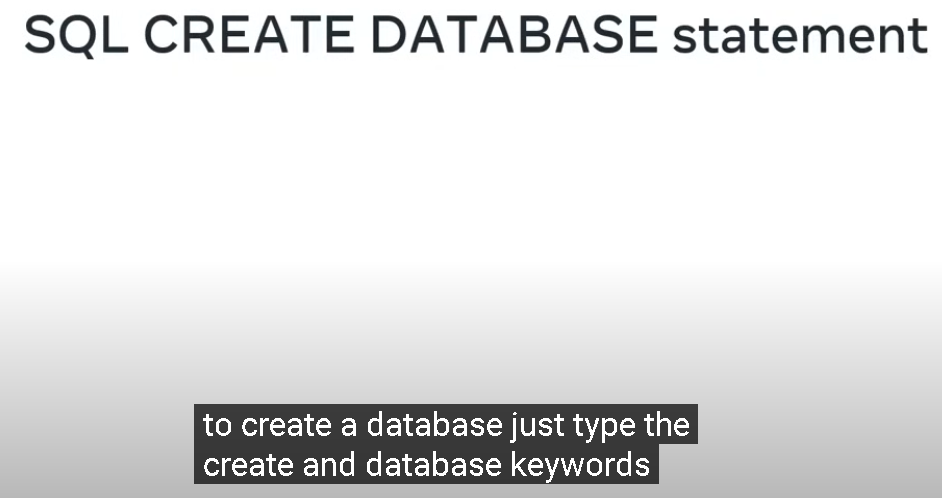 SQL CREATE DATABASE statement
to create a database just type the
create and database keywords